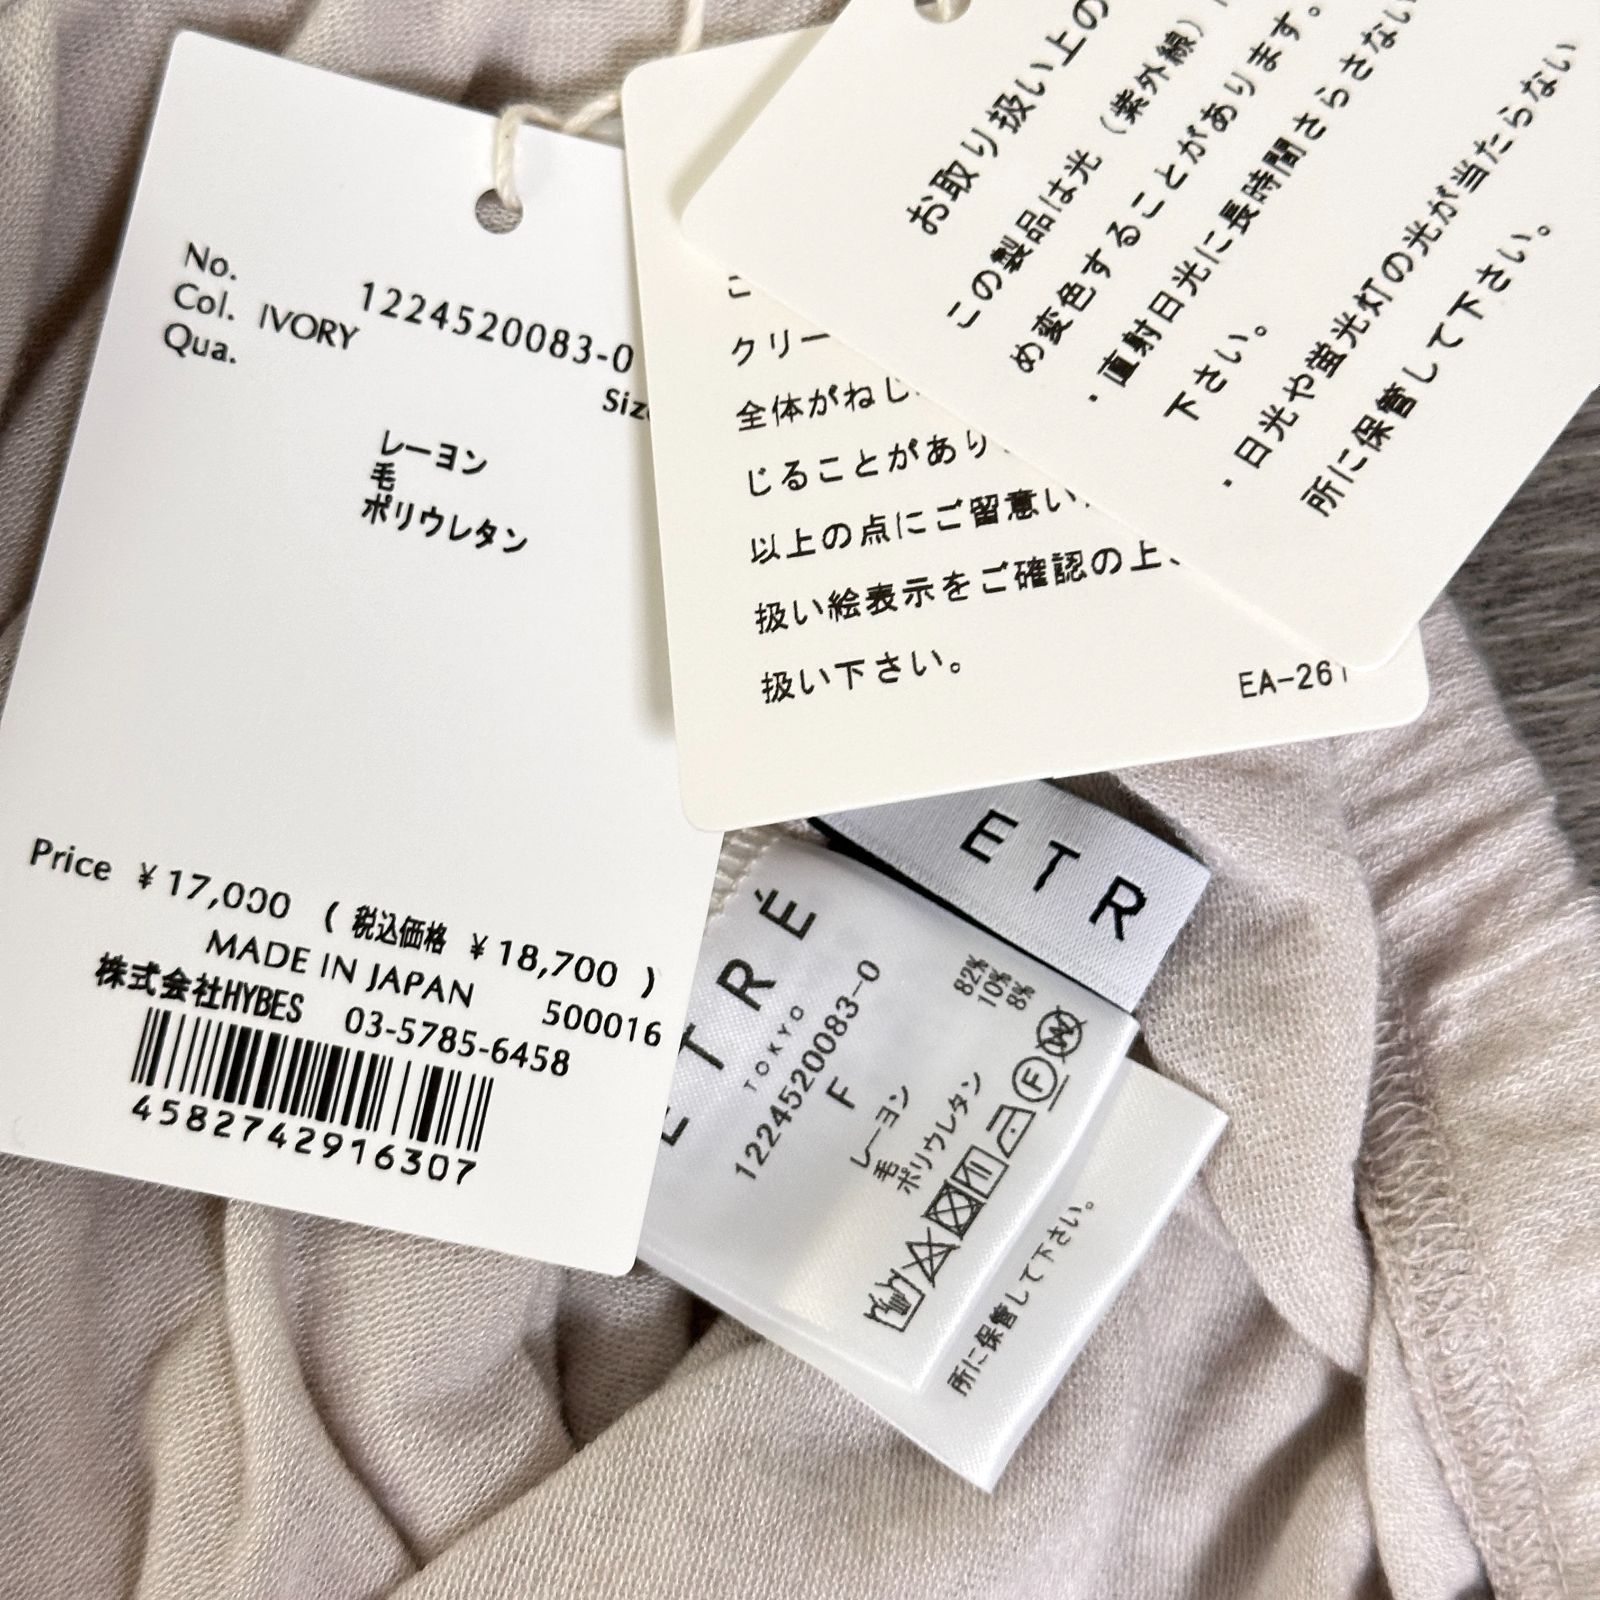 No. 1224520083-0
Col. IVORY
Qua.
レーヨン
毛
ポリウレタン
Price ¥17,000 ( 税込価格 ¥18,700 )
MADE IN JAPAN 500016
株式会社HYBES 03-5785-6458
4582742916307
クリー
全体がねじ
じることがあり
以上の点にご留意い
扱い絵表示をご確認の上、
扱い下さい。
EA-261
お取り扱い上の
この製品は光（紫外線）
め変色することがあります。
・直射日光に長時間さらさない
下さい。
・日光や蛍光灯の光が当たらない
所に保管して下さい。
ETR
ETRÉ
TOKYO
1224520083-0
F
レーヨン 82%
毛 10%
ポリウレタン 8%
F
W
所に保管して下さい。